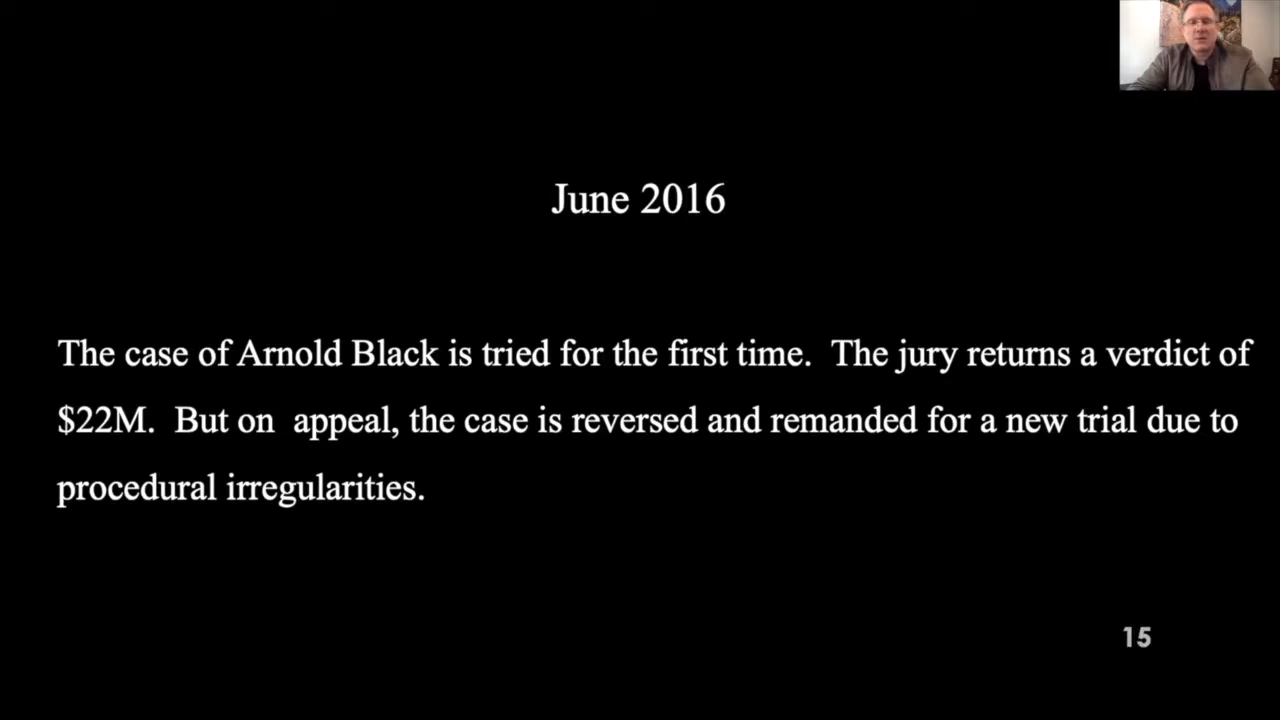 June 2016
The case of Arnold Black is tried for the first time.  The jury returns a verdict of
$22M.  But on  appeal, the case is reversed and remanded for a new trial due to
procedural irregularities.
15